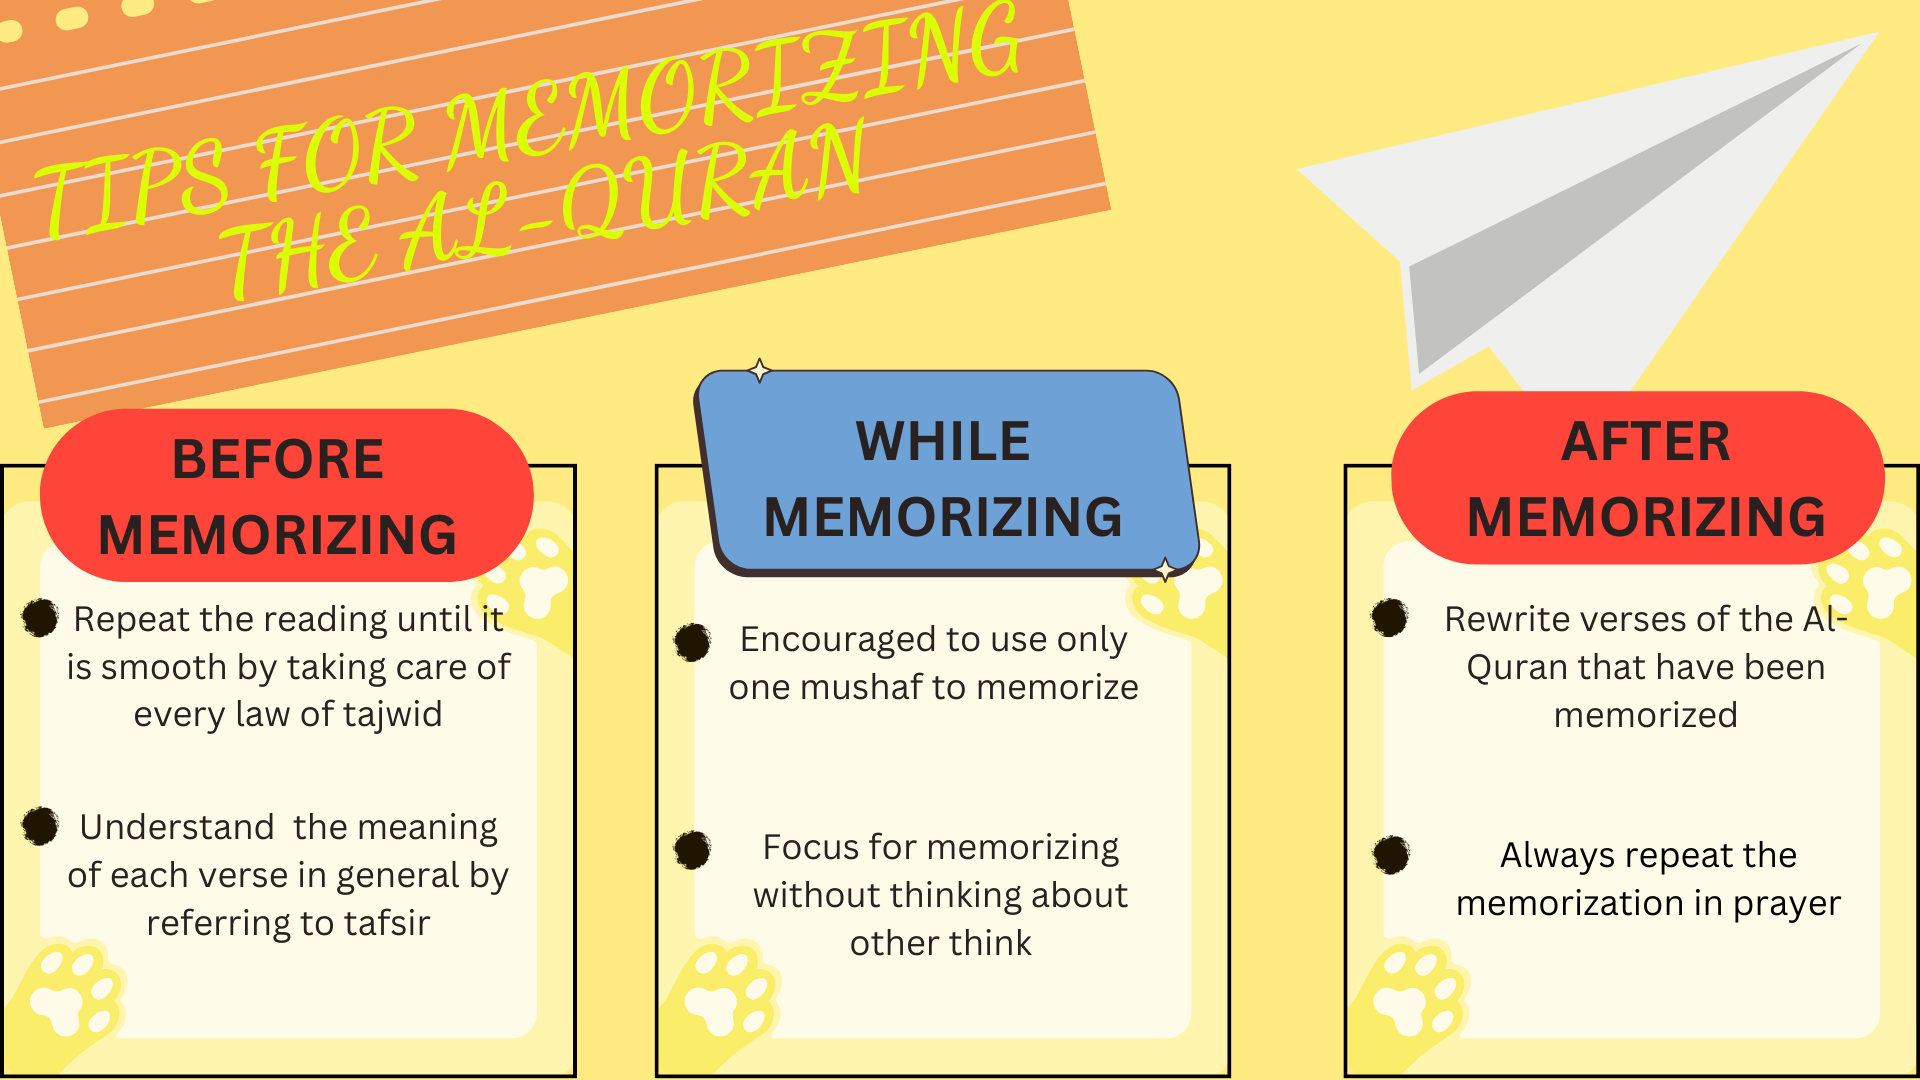 TIPS FOR MEMORIZING
THE AL-QURAN
BEFORE
MEMORIZING
Repeat the reading until it
is smooth by taking care of
every law of tajwid
Understand  the meaning
of each verse in general by
referring to tafsir
WHILE
MEMORIZING
Encouraged to use only
one mushaf to memorize
Focus for memorizing
without thinking about
other think
AFTER
MEMORIZING
Rewrite verses of the Al-
Quran that have been
memorized
Always repeat the
memorization in prayer